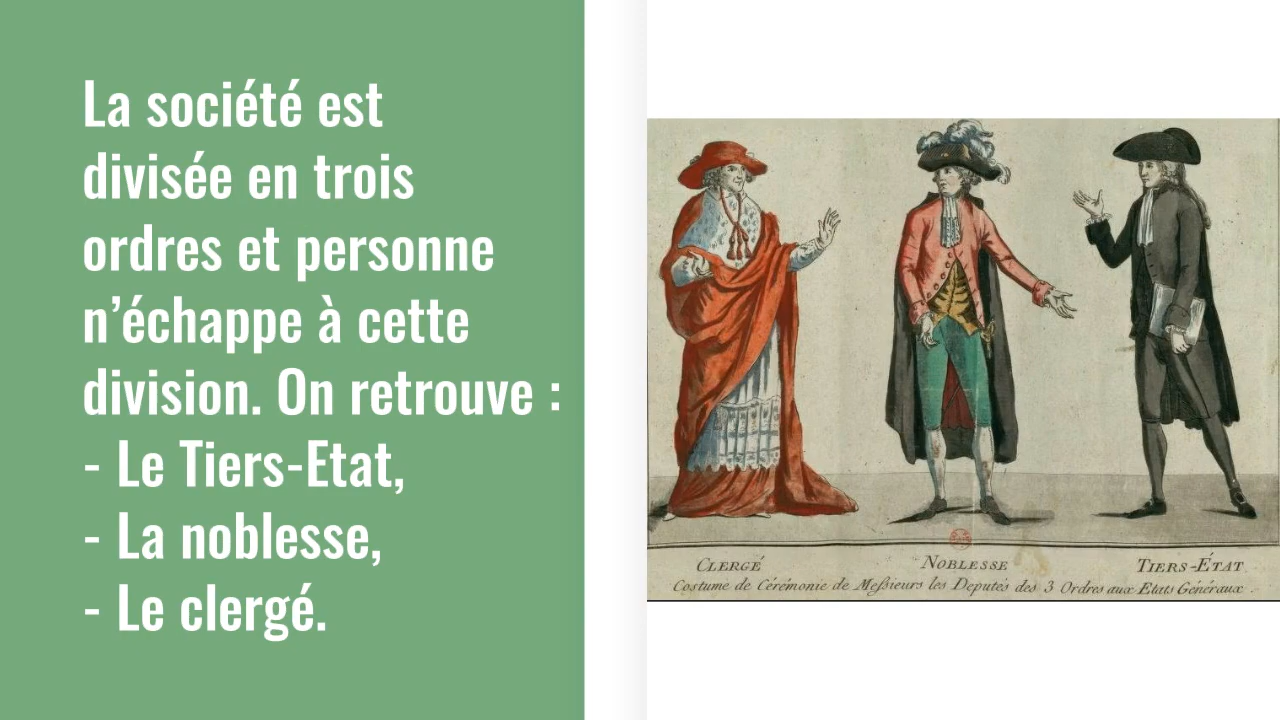 La société est
divisée en trois
ordres et personne
n’échappe à cette
division. On retrouve :
- Le Tiers-Etat,
- La noblesse,
- Le clergé.
CLERGÉ NOBLESSE TIERS-ÉTAT
Costume de Cérémonie de Meſsieurs les Deputés des 3 Ordres aux Etats Généraux .